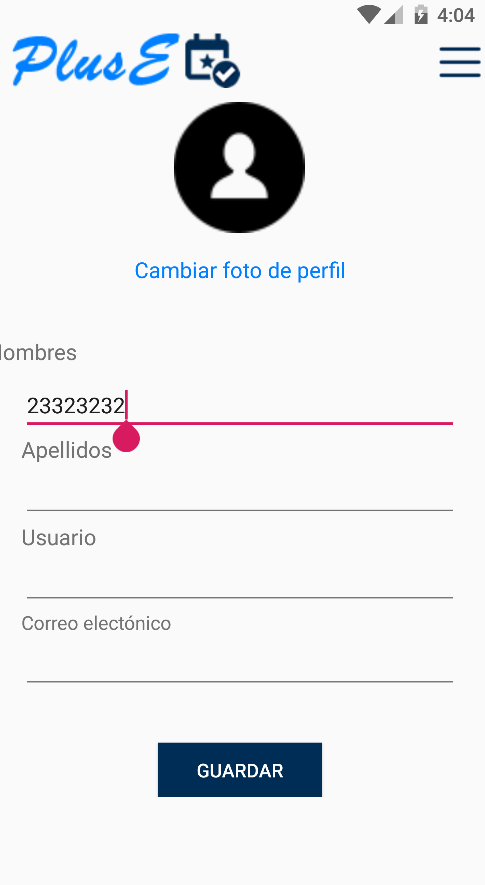 4:04
PlusE
Cambiar foto de perfil
Nombres
23323232
Apellidos
Usuario
Correo electónico
GUARDAR